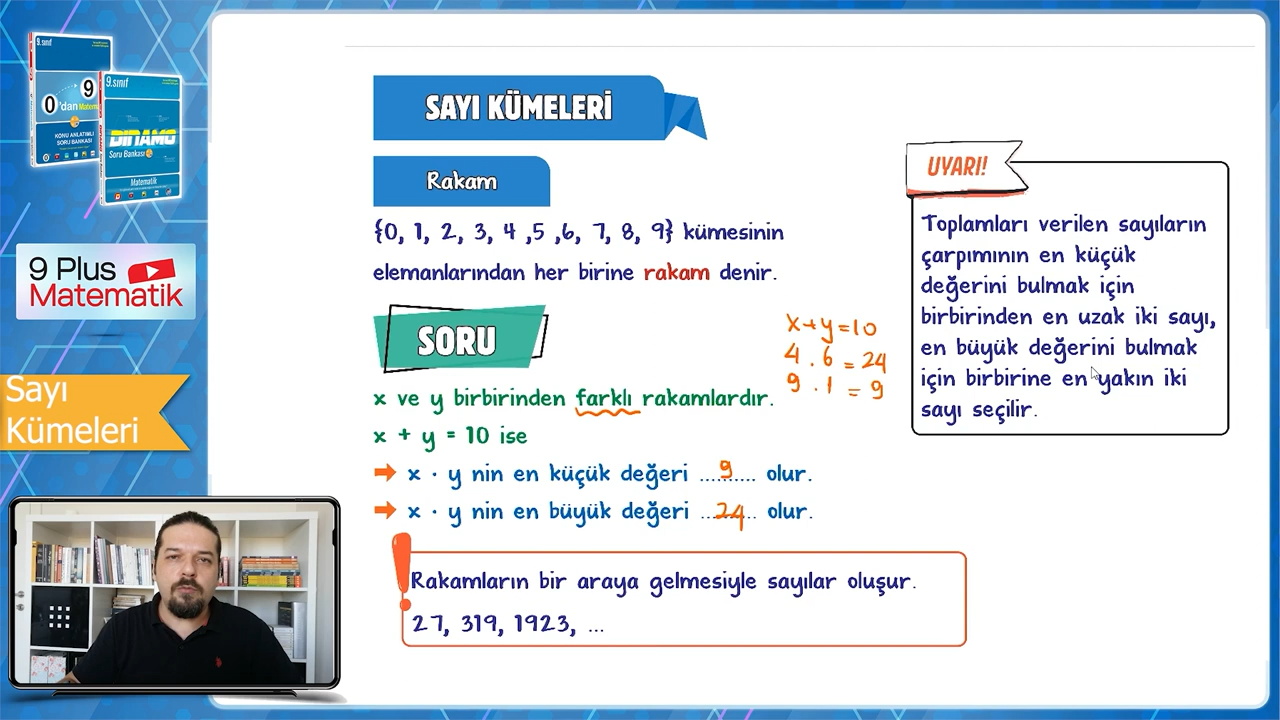 9.sınıf
0'dan 9
Matematik
KONU ANLATIMLI
SORU BANKASI
9.sınıf
DİNAMO
Soru Bankası
Matematik
9 Plus
Matematik
Sayı
Kümeleri
SAYI KÜMELERİ
Rakam
{0, 1, 2, 3, 4 ,5 ,6, 7, 8, 9} kümesinin
elemanlarından her birine rakam denir.
SORU
x ve y birbirinden farklı rakamlardır.
x + y = 10 ise
➡ x · y nin en küçük değeri ...9... olur.
➡ x · y nin en büyük değeri ...24... olur.
x+y=10
4 . 6 = 24
9 . 1 = 9
! Rakamların bir araya gelmesiyle sayılar oluşur.
27, 319, 1923, ...
UYARI!
Toplamları verilen sayıların
çarpımının en küçük
değerini bulmak için
birbirinden en uzak iki sayı,
en büyük değerini bulmak
için birbirine en yakın iki
sayı seçilir.